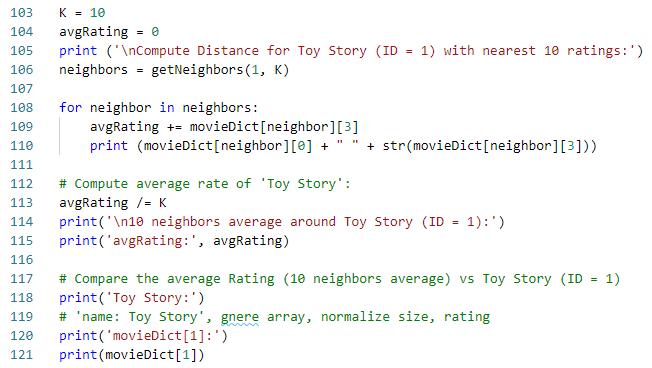 103 K = 10
104 avgRating = 0
105 print ('\nCompute Distance for Toy Story (ID = 1) with nearest 10 ratings:')
106 neighbors = getNeighbors(1, K)
107
108 for neighbor in neighbors:
109     avgRating += movieDict[neighbor][3]
110     print (movieDict[neighbor][0] + " " + str(movieDict[neighbor][3]))
111
112 # Compute average rate of 'Toy Story':
113 avgRating /= K
114 print('\n10 neighbors average around Toy Story (ID = 1):')
115 print('avgRating:', avgRating)
116
117 # Compare the average Rating (10 neighbors average) vs Toy Story (ID = 1)
118 print('Toy Story:')
119 # 'name: Toy Story', gnere array, normalize size, rating
120 print('movieDict[1]:')
121 print(movieDict[1])